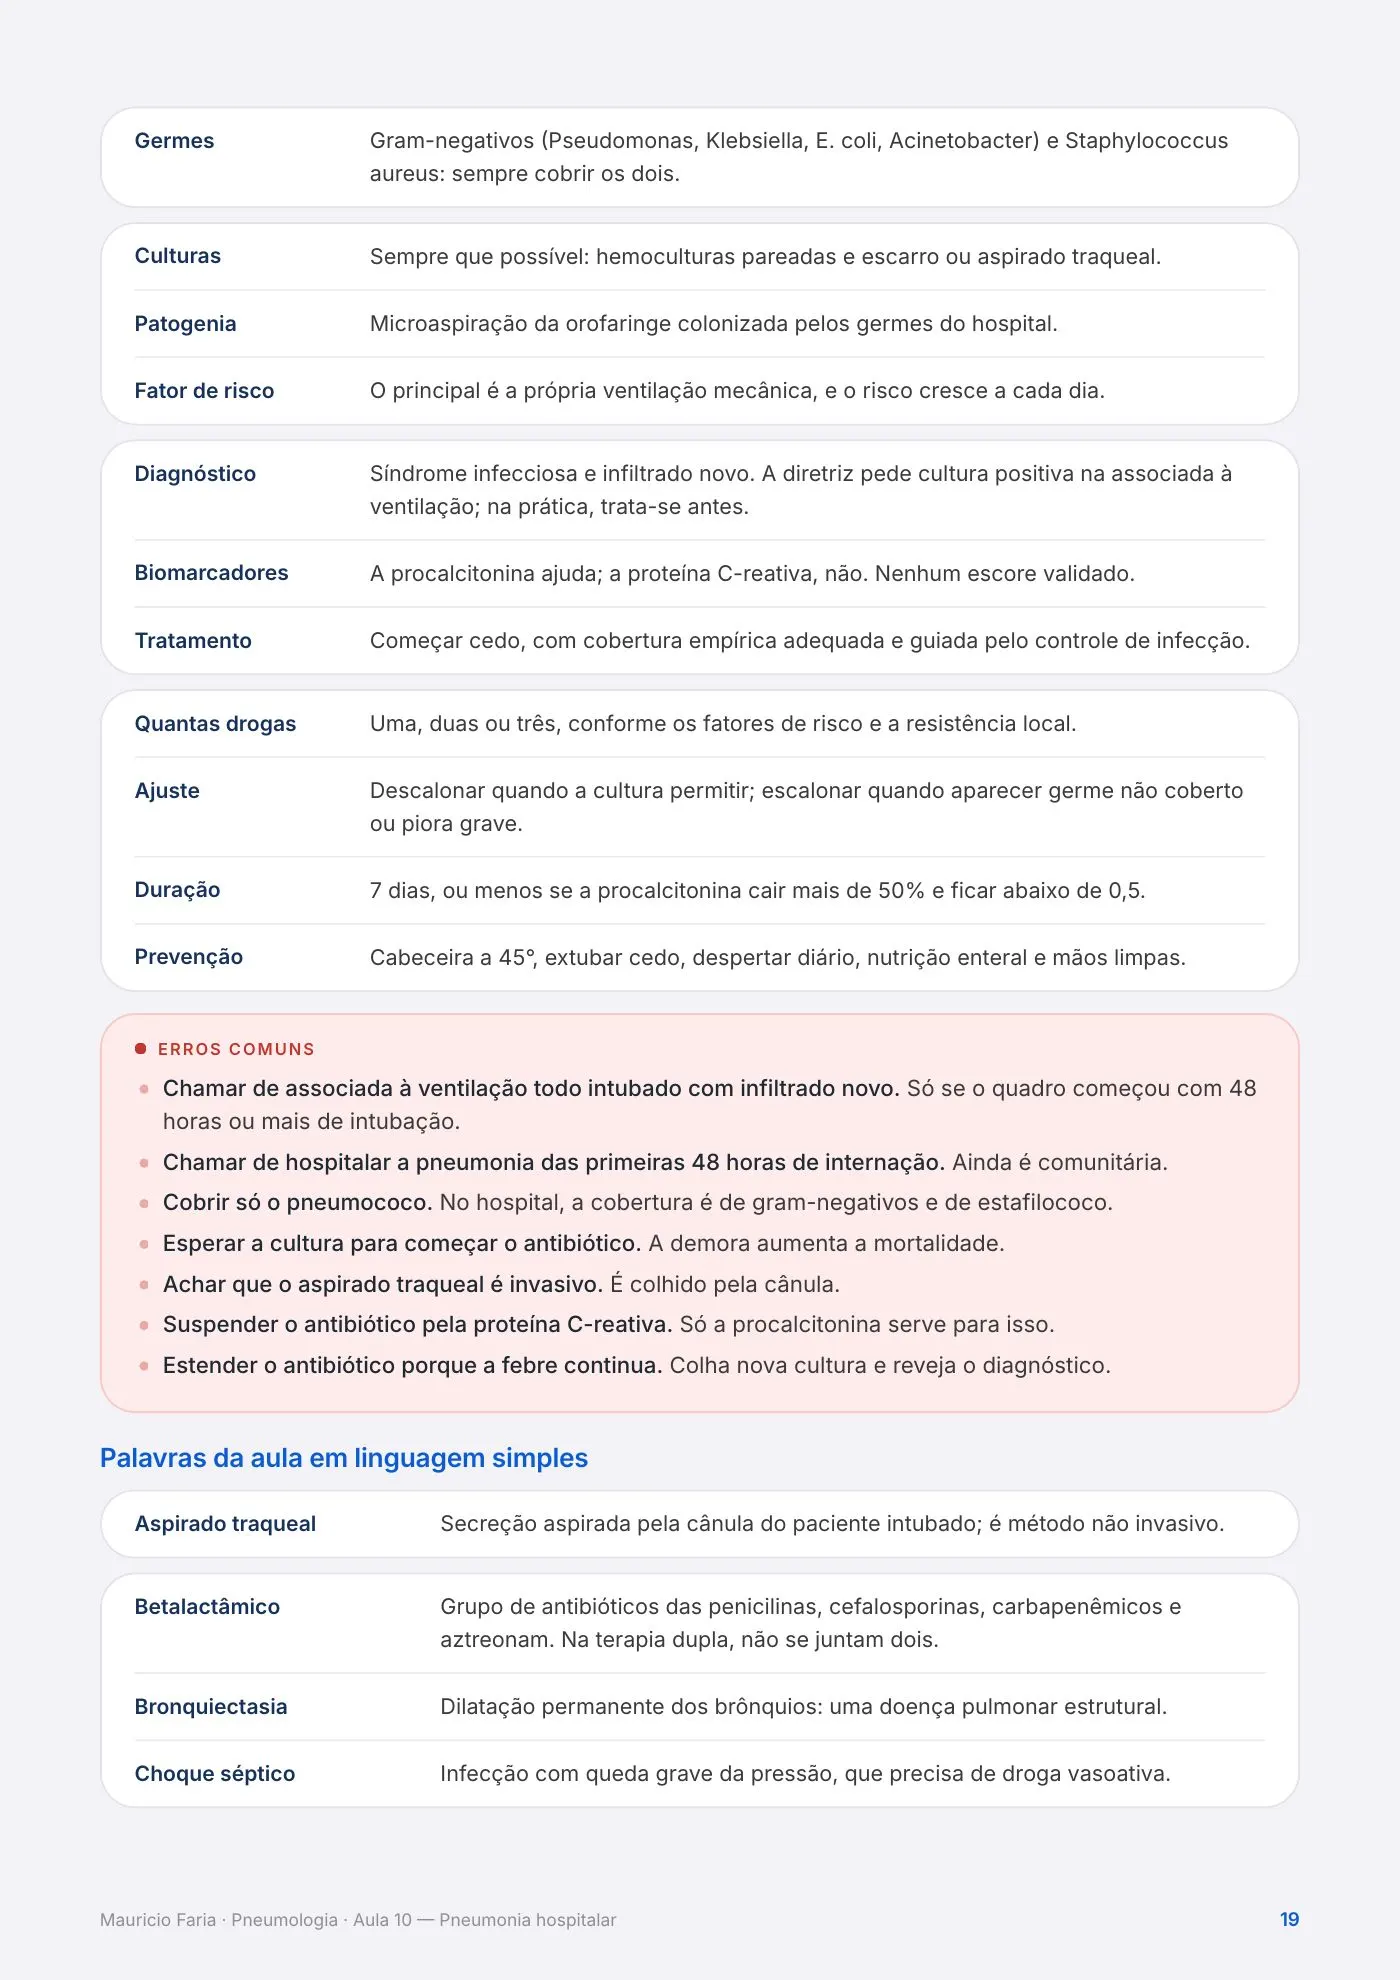 Germes
Gram-negativos (Pseudomonas, Klebsiella, E. coli, Acinetobacter) e Staphylococcus
aureus: sempre cobrir os dois.
Culturas
Sempre que possível: hemoculturas pareadas e escarro ou aspirado traqueal.
Patogenia
Microaspiração da orofaringe colonizada pelos germes do hospital.
Fator de risco
O principal é a própria ventilação mecânica, e o risco cresce a cada dia.
Diagnóstico
Síndrome infecciosa e infiltrado novo. A diretriz pede cultura positiva na associada à
ventilação; na prática, trata-se antes.
Biomarcadores
A procalcitonina ajuda; a proteína C-reativa, não. Nenhum escore validado.
Tratamento
Começar cedo, com cobertura empírica adequada e guiada pelo controle de infecção.
Quantas drogas
Uma, duas ou três, conforme os fatores de risco e a resistência local.
Ajuste
Descalonar quando a cultura permitir; escalonar quando aparecer germe não coberto
ou piora grave.
Duração
7 dias, ou menos se a procalcitonina cair mais de 50% e ficar abaixo de 0,5.
Prevenção
Cabeceira a 45°, extubar cedo, despertar diário, nutrição enteral e mãos limpas.
ERROS COMUNS
Chamar de associada à ventilação todo intubado com infiltrado novo. Só se o quadro começou com 48
horas ou mais de intubação.
Chamar de hospitalar a pneumonia das primeiras 48 horas de internação. Ainda é comunitária.
Cobrir só o pneumococo. No hospital, a cobertura é de gram-negativos e de estafilococo.
Esperar a cultura para começar o antibiótico. A demora aumenta a mortalidade.
Achar que o aspirado traqueal é invasivo. É colhido pela cânula.
Suspender o antibiótico pela proteína C-reativa. Só a procalcitonina serve para isso.
Estender o antibiótico porque a febre continua. Colha nova cultura e reveja o diagnóstico.
Palavras da aula em linguagem simples
Aspirado traqueal
Secreção aspirada pela cânula do paciente intubado; é método não invasivo.
Betalactâmico
Grupo de antibióticos das penicilinas, cefalosporinas, carbapenêmicos e
aztreonam. Na terapia dupla, não se juntam dois.
Bronquiectasia
Dilatação permanente dos brônquios: uma doença pulmonar estrutural.
Choque séptico
Infecção com queda grave da pressão, que precisa de droga vasoativa.
Mauricio Faria · Pneumologia · Aula 10 — Pneumonia hospitalar
19